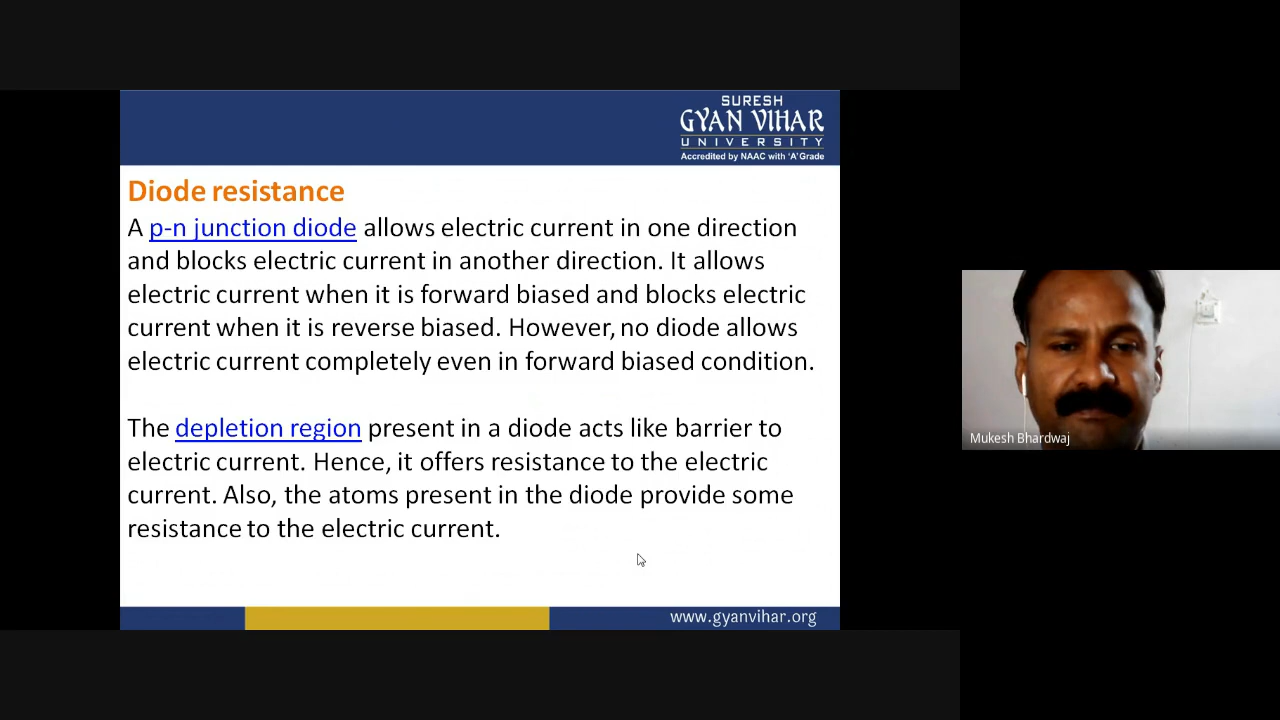 SURESH
GYAN VIHAR
UNIVERSITY
Accredited by NAAC with 'A' Grade
Diode resistance
A p-n junction diode allows electric current in one direction
and blocks electric current in another direction. It allows
electric current when it is forward biased and blocks electric
current when it is reverse biased. However, no diode allows
electric current completely even in forward biased condition.
The depletion region present in a diode acts like barrier to
electric current. Hence, it offers resistance to the electric
current. Also, the atoms present in the diode provide some
resistance to the electric current.
www.gyanvihar.org
Mukesh Bhardwaj